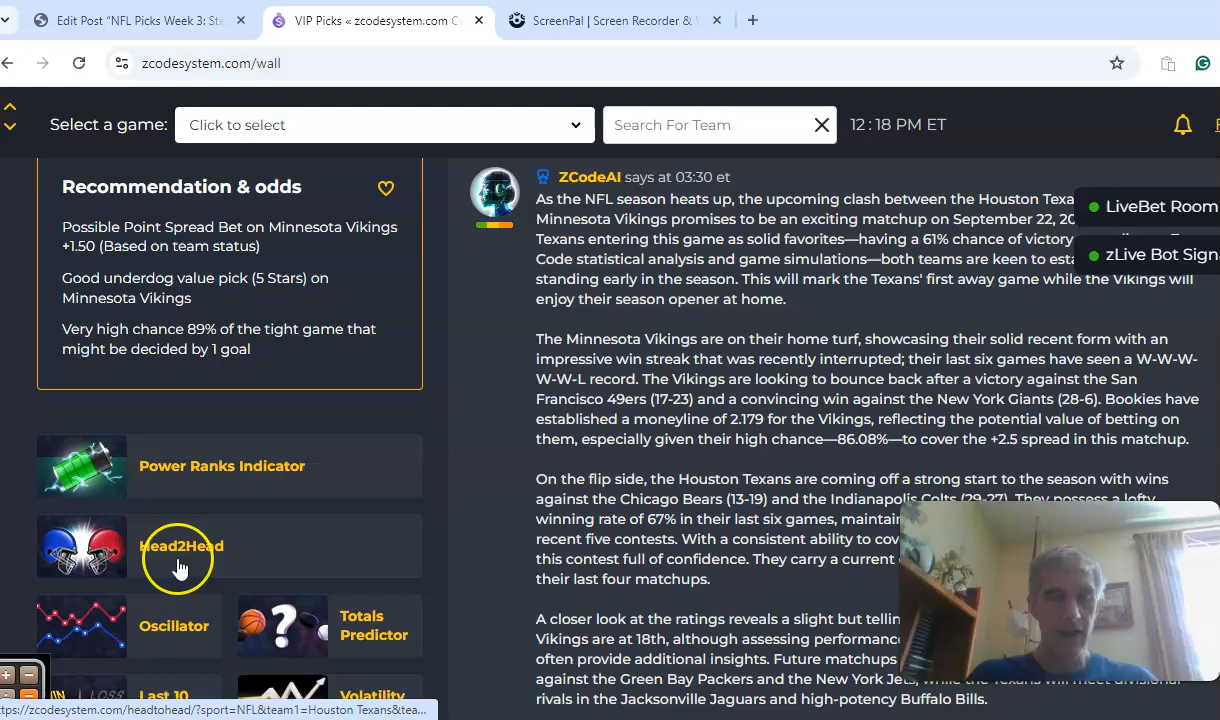 Edit Post "NFL Picks Week 3: Ste
VIP Picks « zcodesystem.com C
ScreenPal | Screen Recorder &
zcodesystem.com/wall
Select a game:
Click to select
Search For Team
12:18 PM ET
Recommendation & odds
Possible Point Spread Bet on Minnesota Vikings
+1.50 (Based on team status)
Good underdog value pick (5 Stars) on
Minnesota Vikings
Very high chance 89% of the tight game that
might be decided by 1 goal
Power Ranks Indicator
Head2Head
Oscillator
Totals
Predictor
Last 10
Volatility
https://zcodesystem.com/headtohead/?sport=NFL&team1=Houston Texans&tea...
ZCodeAI says at 03:30 et
As the NFL season heats up, the upcoming clash between the Houston Texa
Minnesota Vikings promises to be an exciting matchup on September 22, 20
Texans entering this game as solid favorites—having a 61% chance of victory
Code statistical analysis and game simulations—both teams are keen to esta
standing early in the season. This will mark the Texans' first away game while the Vikings will
enjoy their season opener at home.
The Minnesota Vikings are on their home turf, showcasing their solid recent form with an
impressive win streak that was recently interrupted; their last six games have seen a W-W-W-
W-W-L record. The Vikings are looking to bounce back after a victory against the San
Francisco 49ers (17-23) and a convincing win against the New York Giants (28-6). Bookies have
established a moneyline of 2.179 for the Vikings, reflecting the potential value of betting on
them, especially given their high chance—86.08%—to cover the +2.5 spread in this matchup.
On the flip side, the Houston Texans are coming off a strong start to the season with wins
against the Chicago Bears (13-19) and the Indianapolis Colts (29-27). They possess a lofty
winning rate of 67% in their last six games, maintain
recent five contests. With a consistent ability to cov
this contest full of confidence. They carry a current
their last four matchups.
A closer look at the ratings reveals a slight but tellin
Vikings are at 18th, although assessing performance
often provide additional insights. Future matchups
against the Green Bay Packers and the New York Jets, while the Texans will meet divisional
rivals in the Jacksonville Jaguars and high-potency Buffalo Bills.
LiveBet Room
zLive Bot Signa